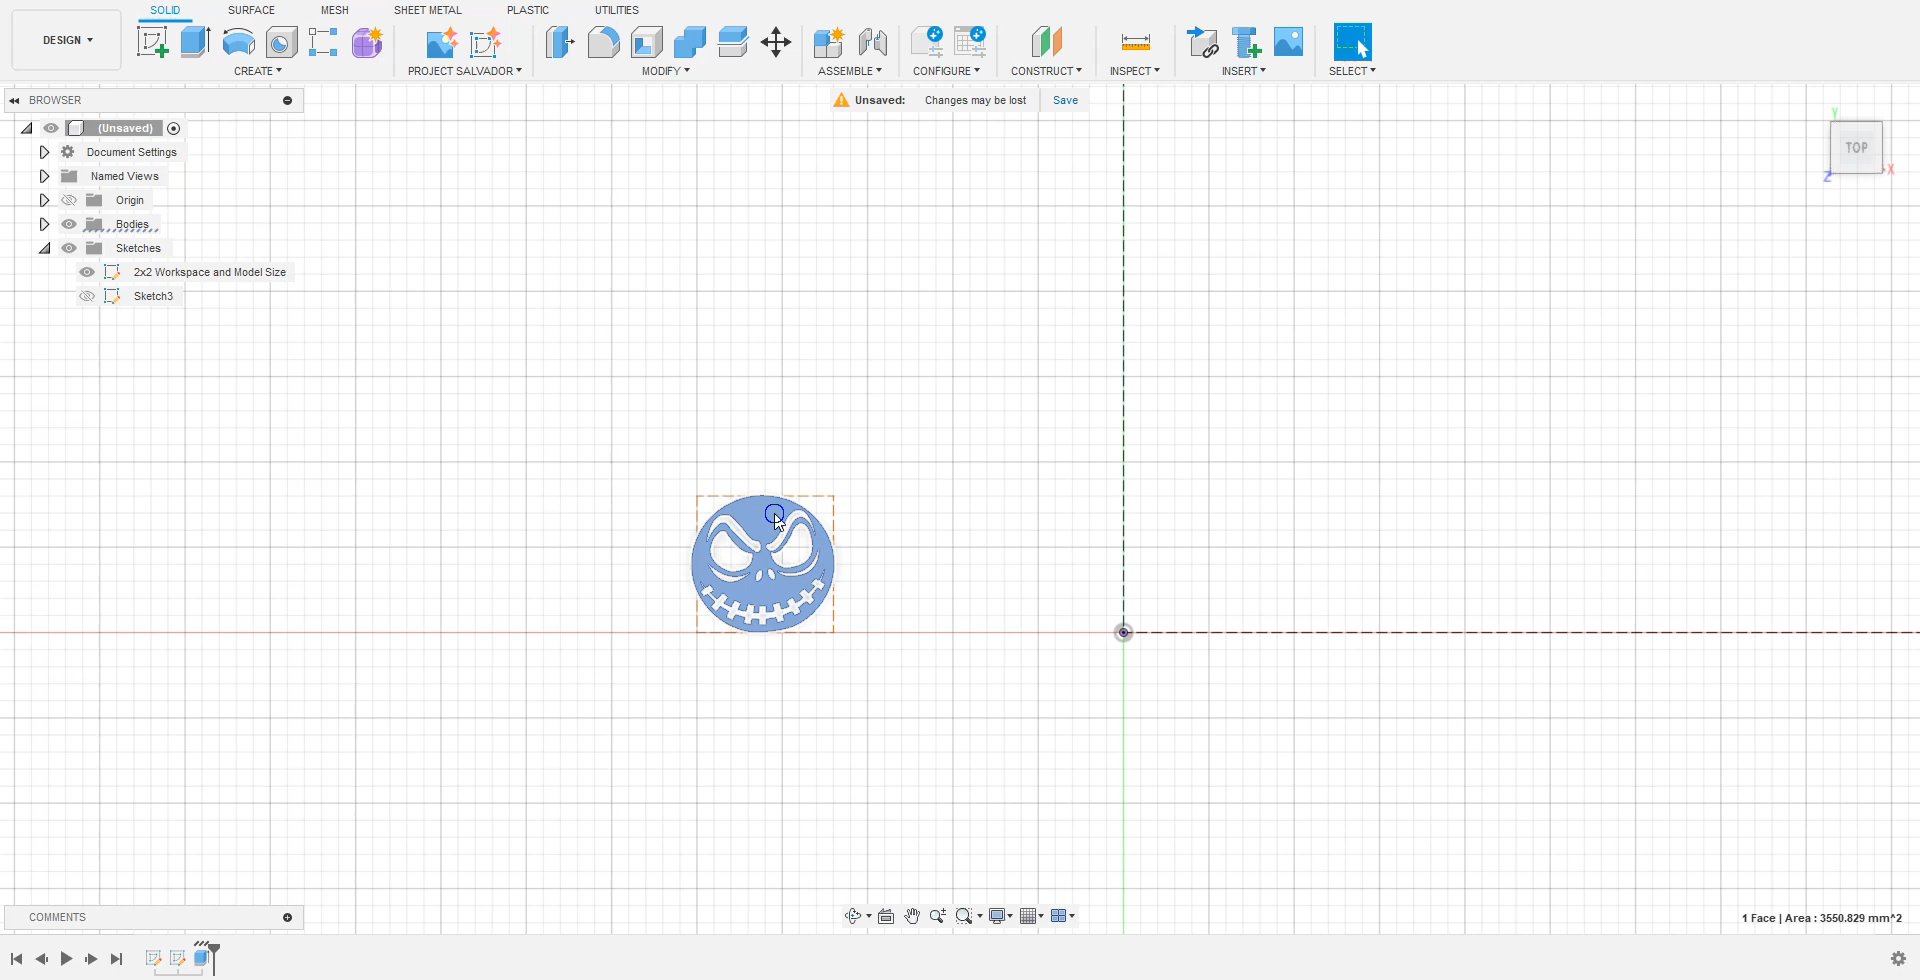 SOLID SURFACE MESH SHEET METAL PLASTIC UTILITIES
DESIGN
CREATE PROJECT SALVADOR MODIFY ASSEMBLE CONFIGURE CONSTRUCT INSPECT INSERT SELECT
BROWSER
Unsaved: Changes may be lost Save
(Unsaved)
Document Settings
Named Views
Origin
Bodies
Sketches
2x2 Workspace and Model Size
Sketch3
Y
TOP
X
Z
COMMENTS
1 Face | Area : 3550.829 mm^2